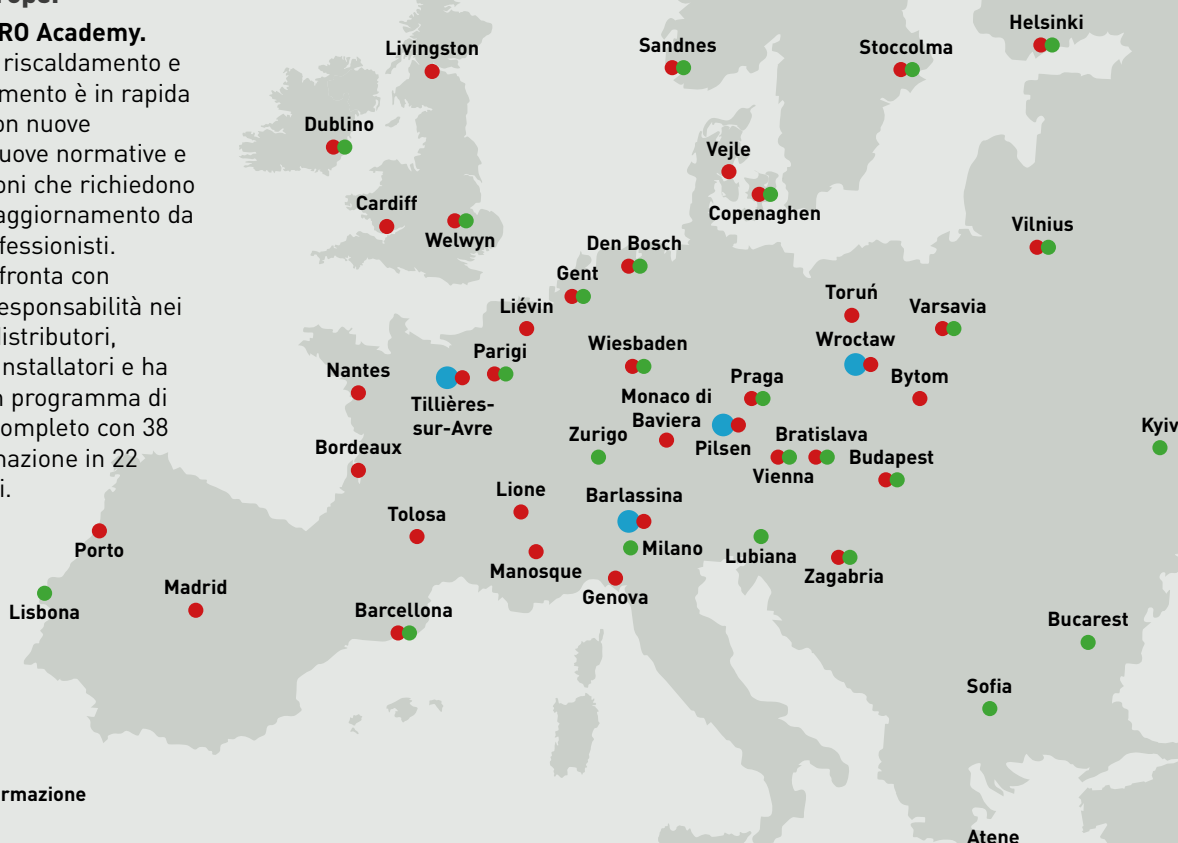 RO Academy.
riscaldamento e
mento è in rapida
on nuove
uove normative e
oni che richiedono
aggiornamento da
fessionisti.
fronta con
esponsabilità nei
distributori,
nstallatori e ha
n programma di
ompleto con 38
nazione in 22
i.
Helsinki
Livingston
Sandnes
Stoccolma
Dublino
Vejle
Cardiff
Copenaghen
Welwyn
Vilnius
Den Bosch
Gent
Toruń
Liévin
Varsavia
Wrocław
Wiesbaden
Parigi
Nantes
Praga
Bytom
Monaco di
Baviera
Tillières-
sur-Avre
Kyiv
Zurigo
Bratislava
Pilsen
Bordeaux
Budapest
Vienna
Lione
Barlassina
Tolosa
Porto
Milano
Lubiana
Manosque
Zagabria
Madrid
Genova
Lisbona
Barcellona
Bucarest
Sofia
rmazione
Atene